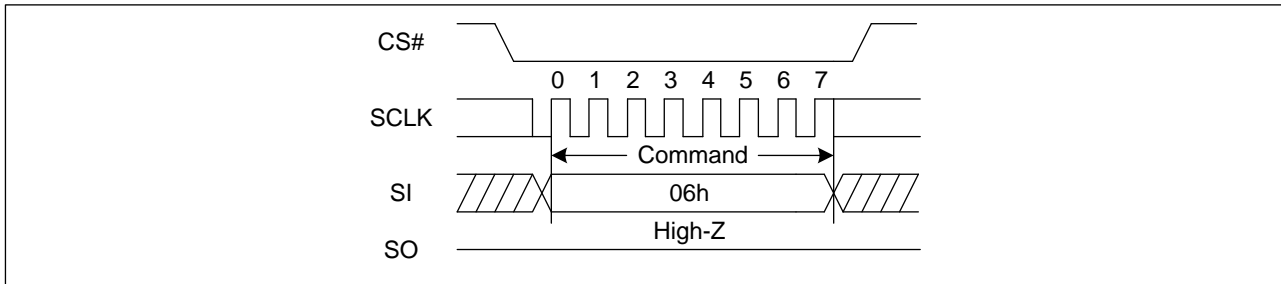 CS#
0 1 2 3 4 5 6 7
SCLK
Command
SI
06h
High-Z
SO